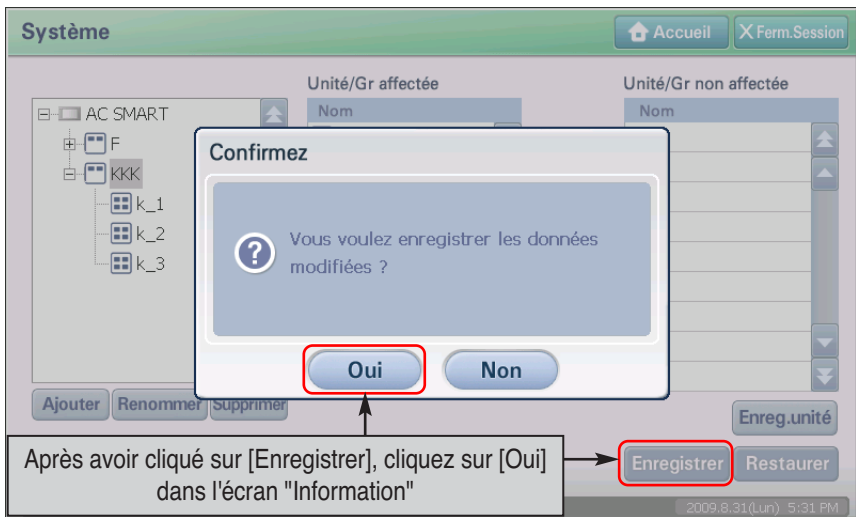 Système
Accueil
X Ferm.Session
Unité/Gr affectée
Unité/Gr non affectée
Nom
Nom
AC SMART
F
KKK
k_1
k_2
k_3
Confirmez
Vous voulez enregistrer les données
modifiées ?
Oui
Non
Ajouter
Renommer
Supprimer
Enreg.unité
Après avoir cliqué sur [Enregistrer], cliquez sur [Oui]
dans l'écran "Information"
Enregistrer
Restaurer
2009.8.31(Lun) 5:31 PM